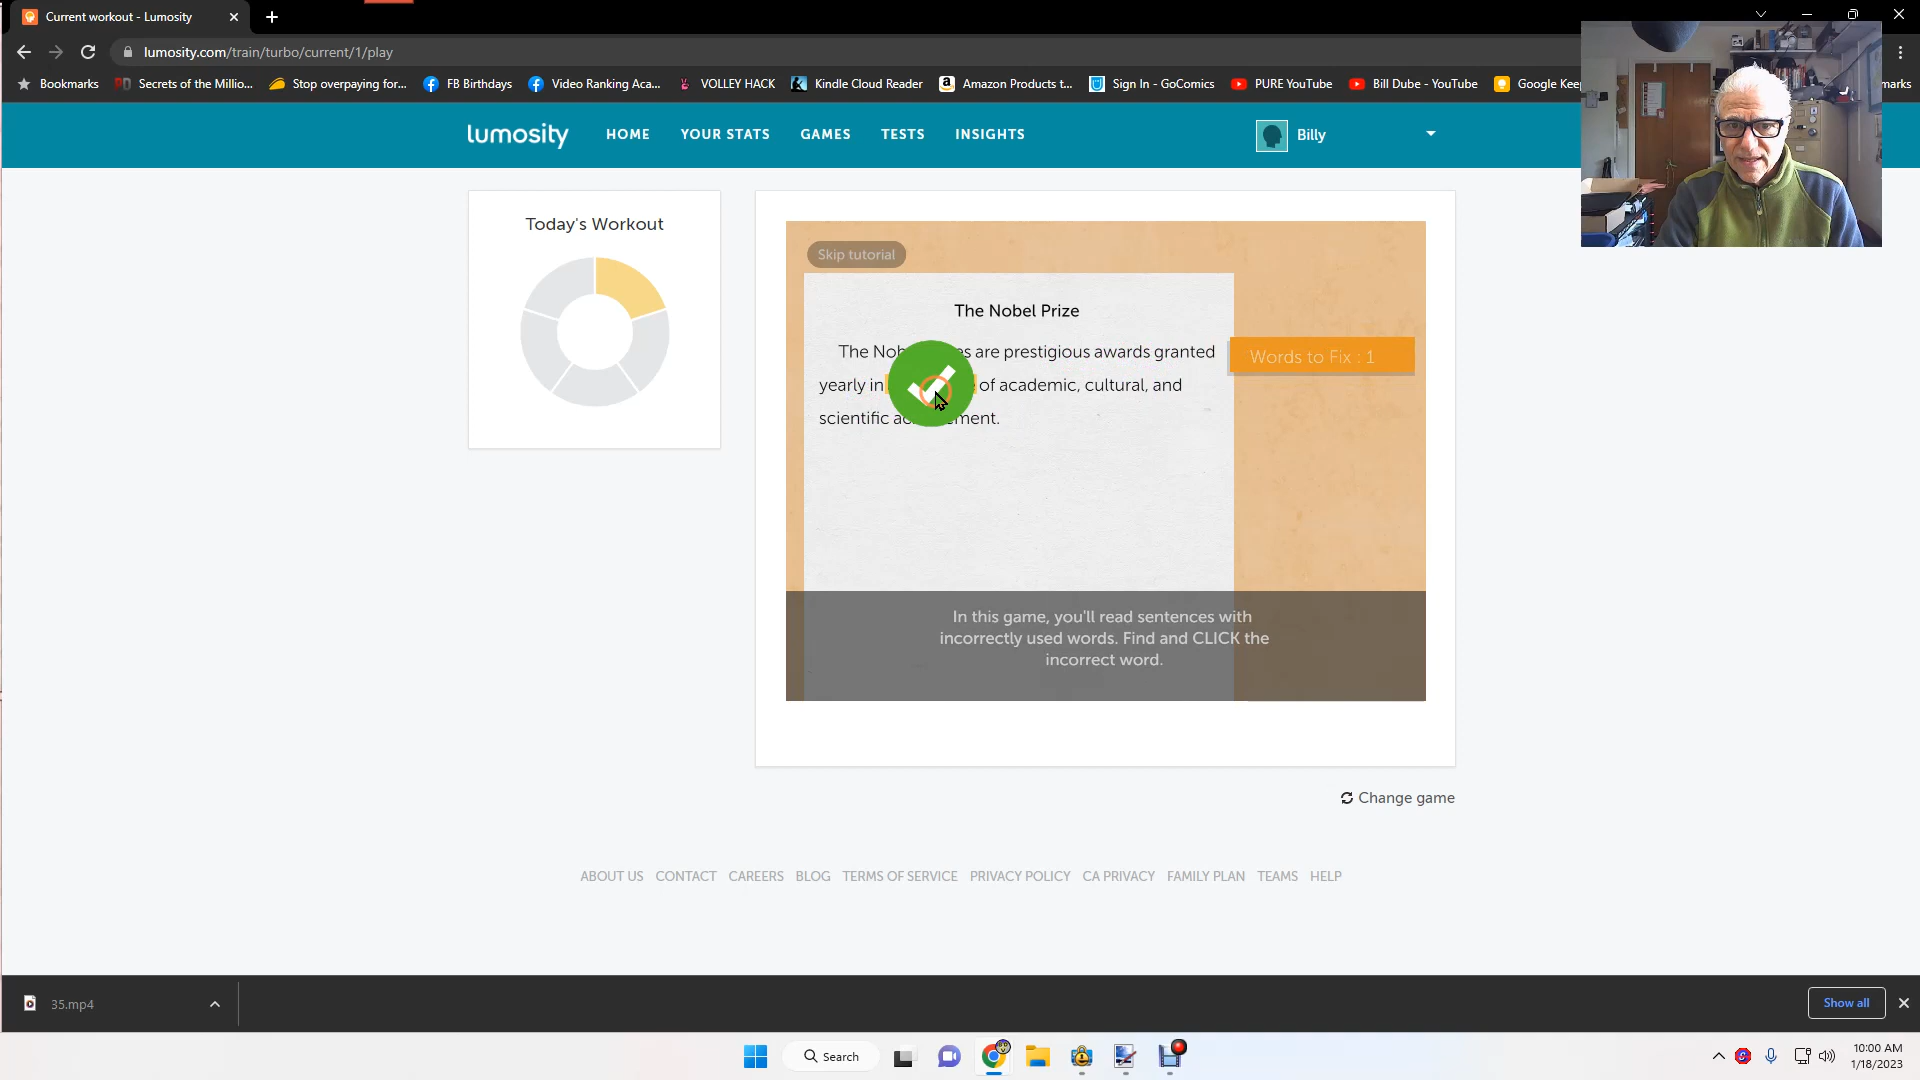 Current workout - Lumosity
lumosity.com/train/turbo/current/1/play
Bookmarks Secrets of the Millio... Stop overpaying for... FB Birthdays Video Ranking Aca... VOLLEY HACK Kindle Cloud Reader Amazon Products t... Sign In - GoComics PURE YouTube Bill Dube - YouTube Google Kee marks
lumosity HOME YOUR STATS GAMES TESTS INSIGHTS Billy
Today's Workout
Skip tutorial
The Nobel Prize
The Nob es are prestigious awards granted
yearly in of academic, cultural, and
scientific ac ment.
Words to Fix : 1
In this game, you'll read sentences with
incorrectly used words. Find and CLICK the
incorrect word.
Change game
ABOUT US CONTACT CAREERS BLOG TERMS OF SERVICE PRIVACY POLICY CA PRIVACY FAMILY PLAN TEAMS HELP
35.mp4
Show all
Search
10:00 AM
1/18/2023